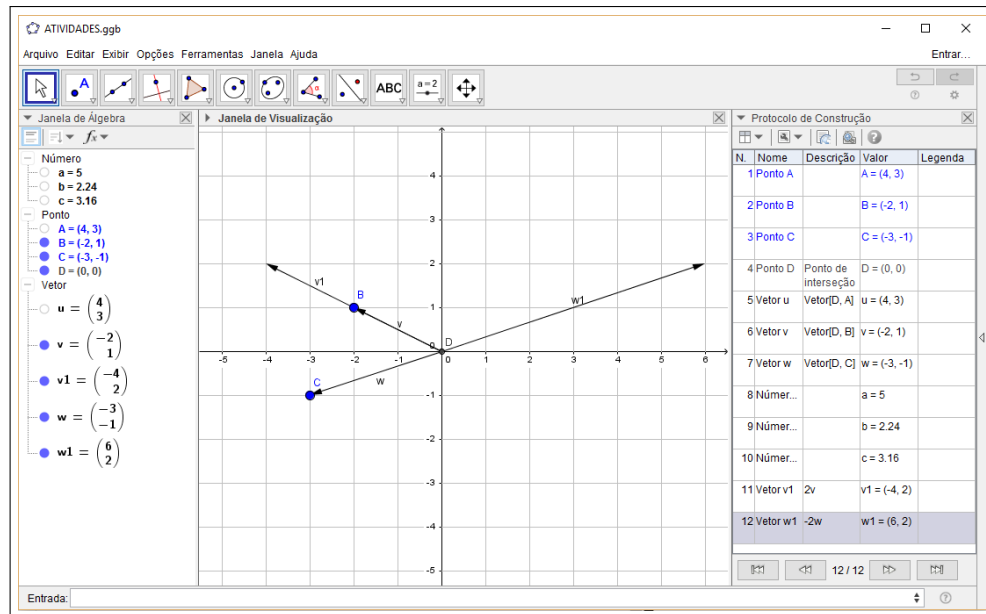 ATIVIDADES.ggb
Arquivo Editar Exibir Opções Ferramentas Janela Ajuda
Entrar...
A
α
ABC
a=2
Janela de Álgebra
fx
Número
a = 5
b = 2.24
c = 3.16
Ponto
A = (4, 3)
B = (-2, 1)
C = (-3, -1)
D = (0, 0)
Vetor
u = (4
3)
v = (−2
1)
v1 = (−4
2)
w = (−3
−1)
w1 = (6
2)
Janela de Visualização
4
3
2
1
0
-1
-2
-3
-4
-5
-5 -4 -3 -2 -1 0 1 2 3 4 5 6
v1
B
v
D
w1
C
w
Protocolo de Construção
N. Nome Descrição Valor Legenda
1 Ponto A A = (4, 3)
2 Ponto B B = (-2, 1)
3 Ponto C C = (-3, -1)
4 Ponto D Ponto de interseção D = (0, 0)
5 Vetor u Vetor[D, A] u = (4, 3)
6 Vetor v Vetor[D, B] v = (-2, 1)
7 Vetor w Vetor[D, C] w = (-3, -1)
8 Númer... a = 5
9 Númer... b = 2.24
10 Númer... c = 3.16
11 Vetor v1 2v v1 = (-4, 2)
12 Vetor w1 -2w w1 = (6, 2)
12 / 12
Entrada: